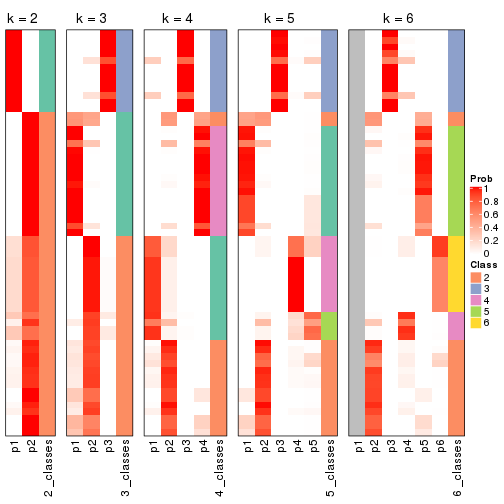 k = 2
k = 3
k = 4
k = 5
k = 6
Prob
1
0.8
0.6
0.4
0.2
0
Class
2
3
4
5
6
p1
p2
2_classes
p1
p2
p3
3_classes
p1
p2
p3
p4
4_classes
p1
p2
p3
p4
p5
5_classes
p1
p2
p3
p4
p5
p6
6_classes